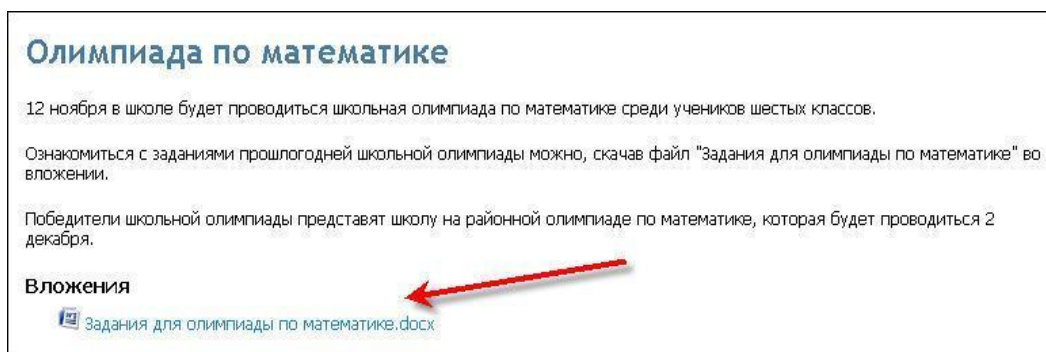 Олимпиада по математике
12 ноября в школе будет проводиться школьная олимпиада по математике среди учеников шестых классов.
Ознакомиться с заданиями прошлогодней школьной олимпиады можно, скачав файл "Задания для олимпиады по математике" во
вложении.
Победители школьной олимпиады представят школу на районной олимпиаде по математике, которая будет проводиться 2
декабря.
Вложения
Задания для олимпиады по математике.docx